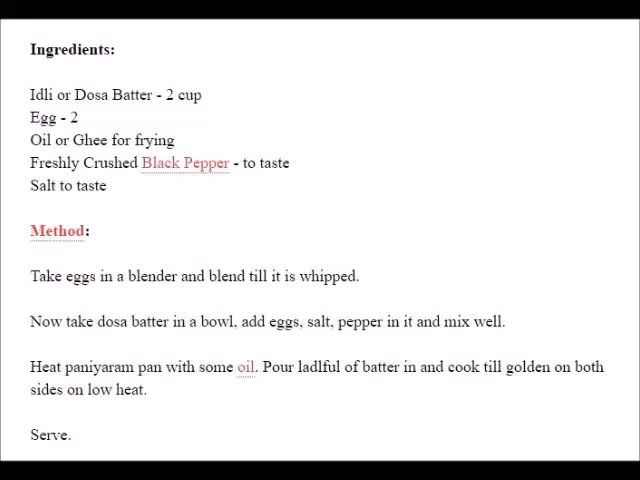 Ingredients:
Idli or Dosa Batter - 2 cup
Egg - 2
Oil or Ghee for frying
Freshly Crushed Black Pepper - to taste
Salt to taste
Method:
Take eggs in a blender and blend till it is whipped.
Now take dosa batter in a bowl, add eggs, salt, pepper in it and mix well.
Heat paniyaram pan with some oil. Pour ladlful of batter in and cook till golden on both
sides on low heat.
Serve.